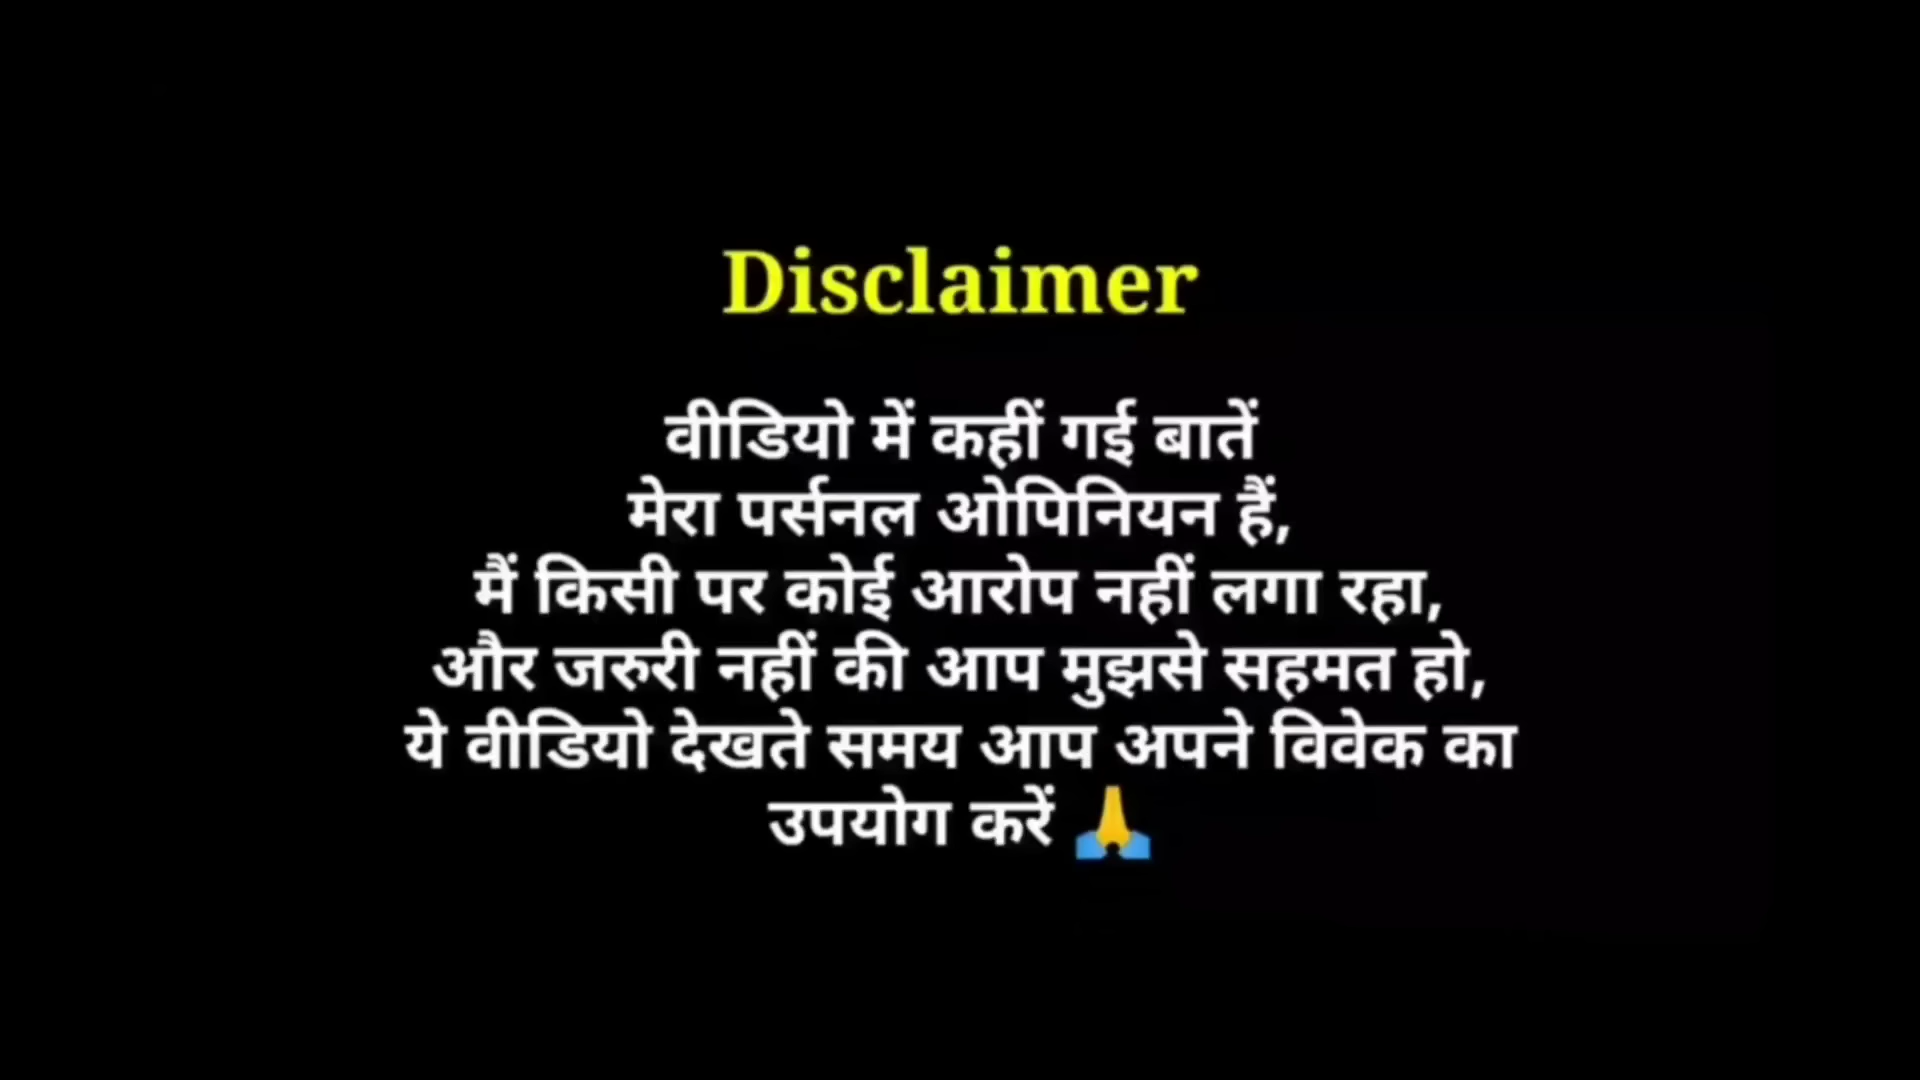 Disclaimer
वीडियो में कहीं गई बातें
मेरा पर्सनल ओपिनियन हैं,
मैं किसी पर कोई आरोप नहीं लगा रहा,
और जरुरी नहीं की आप मुझसे सहमत हो,
ये वीडियो देखते समय आप अपने विवेक का
उपयोग करें 🙏